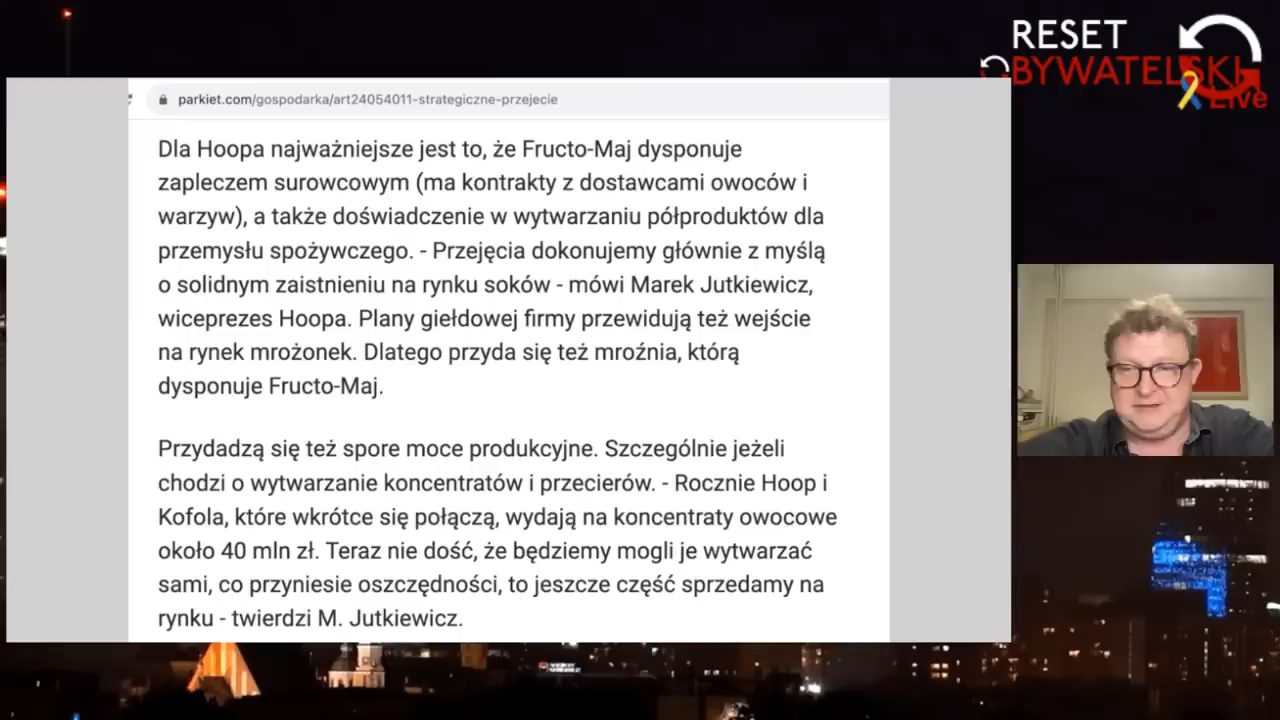 RESET
OBYWATELSKI
Live
parkiet.com/gospodarka/art24054011-strategiczne-przejecie
Dla Hoopa najważniejsze jest to, że Fructo-Maj dysponuje
zapleczem surowcowym (ma kontrakty z dostawcami owoców i
warzyw), a także doświadczenie w wytwarzaniu półproduktów dla
przemysłu spożywczego. - Przejęcia dokonujemy głównie z myślą
o solidnym zaistnieniu na rynku soków - mówi Marek Jutkiewicz,
wiceprezes Hoopa. Plany giełdowej firmy przewidują też wejście
na rynek mrożonek. Dlatego przyda się też mroźnia, którą
dysponuje Fructo-Maj.
Przydadzą się też spore moce produkcyjne. Szczególnie jeżeli
chodzi o wytwarzanie koncentratów i przecierów. - Rocznie Hoop i
Kofola, które wkrótce się połączą, wydają na koncentraty owocowe
około 40 mln zł. Teraz nie dość, że będziemy mogli je wytwarzać
sami, co przyniesie oszczędności, to jeszcze część sprzedamy na
rynku - twierdzi M. Jutkiewicz.